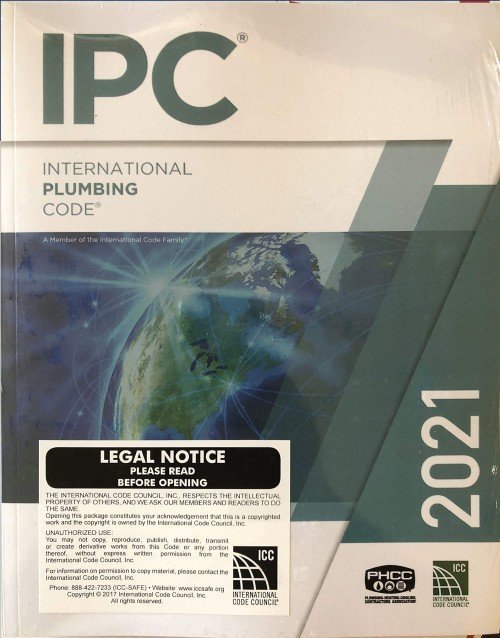 IPC®
INTERNATIONAL
PLUMBING
CODE®
A Member of the International Code Family®
2021
LEGAL NOTICE
PLEASE READ
BEFORE OPENING
THE INTERNATIONAL CODE COUNCIL, INC., RESPECTS THE INTELLECTUAL
PROPERTY OF OTHERS, AND WE ASK OUR MEMBERS AND READERS TO DO
THE SAME.
Opening this package constitutes your acknowledgement that this is a copyrighted
work and the copyright is owned by the International Code Council, Inc.
UNAUTHORIZED USE:
You may not copy, reproduce, publish, distribute, transmit
or create derivative works from this Code or any portion
thereof, without express written permission from the
International Code Council, Inc.
For information on permission to copy material, please contact the
International Code Council, Inc.
Phone: 888-422-7233 (ICC-SAFE) • Website: www.iccsafe.org
Copyright © 2017 International Code Council, Inc.
All rights reserved.
ICC
INTERNATIONAL
CODE COUNCIL
PHCC
PLUMBING-HEATING-COOLING
CONTRACTORS ASSOCIATION
ICC
INTERNATIONAL
CODE COUNCIL